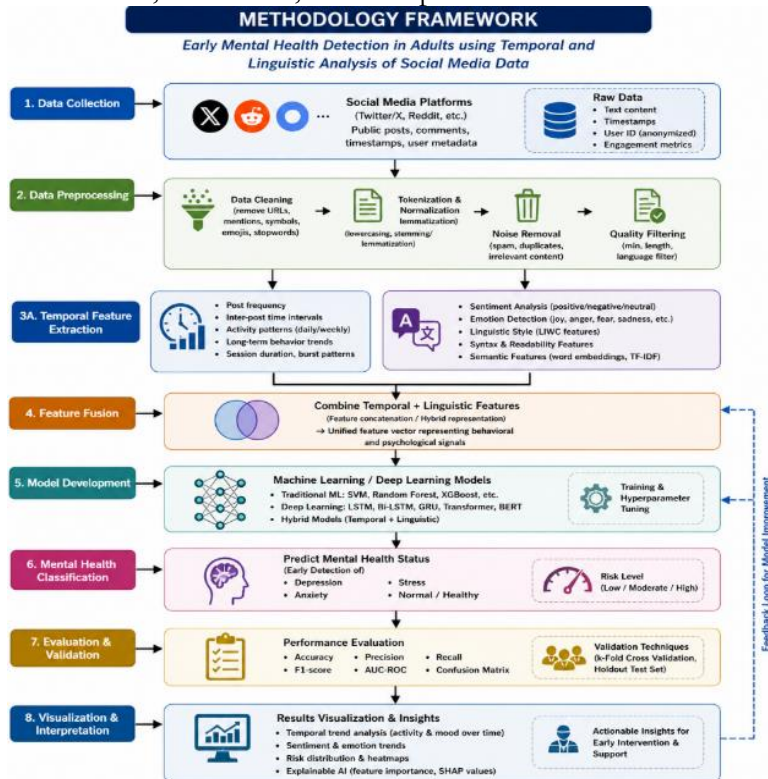 METHODOLOGY FRAMEWORK
Early Mental Health Detection in Adults using Temporal and
Linguistic Analysis of Social Media Data
1. Data Collection
Social Media Platforms
(Twitter/X, Reddit, etc.)
Public posts, comments,
timestamps, user metadata
Raw Data
• Text content
• Timestamps
• User ID (anonymized)
• Engagement metrics
2. Data Preprocessing
Data Cleaning
(remove URLs,
mentions, symbols,
emojis, stopwords)
Tokenization &
Normalization
lemmatization)
(lowercasing, stemming/
lemmatization)
Noise Removal
(spam, duplicates,
irrelevant content)
Quality Filtering
(min. length,
language filter)
3A. Temporal Feature
Extraction
• Post frequency
• Inter-post time intervals
• Activity patterns (daily/weekly)
• Long-term behavior trends
• Session duration, burst patterns
A 文
• Sentiment Analysis (positive/negative/neutral)
• Emotion Detection (joy, anger, fear, sadness, etc.)
• Linguistic Style (LIWC features)
• Syntax & Readability Features
• Semantic Features (word embeddings, TF-IDF)
4. Feature Fusion
Combine Temporal + Linguistic Features
(Feature concatenation / Hybrid representation)
→ Unified feature vector representing behavioral
and psychological signals
5. Model Development
Machine Learning / Deep Learning Models
• Traditional ML: SVM, Random Forest, XGBoost, etc.
• Deep Learning: LSTM, Bi-LSTM, GRU, Transformer, BERT
• Hybrid Models (Temporal + Linguistic)
Training &
Hyperparameter
Tuning
6. Mental Health
Classification
Predict Mental Health Status
(Early Detection of)
• Depression
• Stress
• Anxiety
• Normal / Healthy
Risk Level
(Low / Moderate / High)
7. Evaluation &
Validation
Performance Evaluation
• Accuracy
• Precision
• Recall
• F1-score
• AUC-ROC
• Confusion Matrix
Validation Techniques
(k-Fold Cross Validation,
Holdout Test Set)
8. Visualization &
Interpretation
Results Visualization & Insights
• Temporal trend analysis (activity & mood over time)
• Sentiment & emotion trends
• Risk distribution & heatmaps
• Explainable AI (feature importance, SHAP values)
Actionable Insights for
Early Intervention &
Support
Feedback Loop for Model Improvement